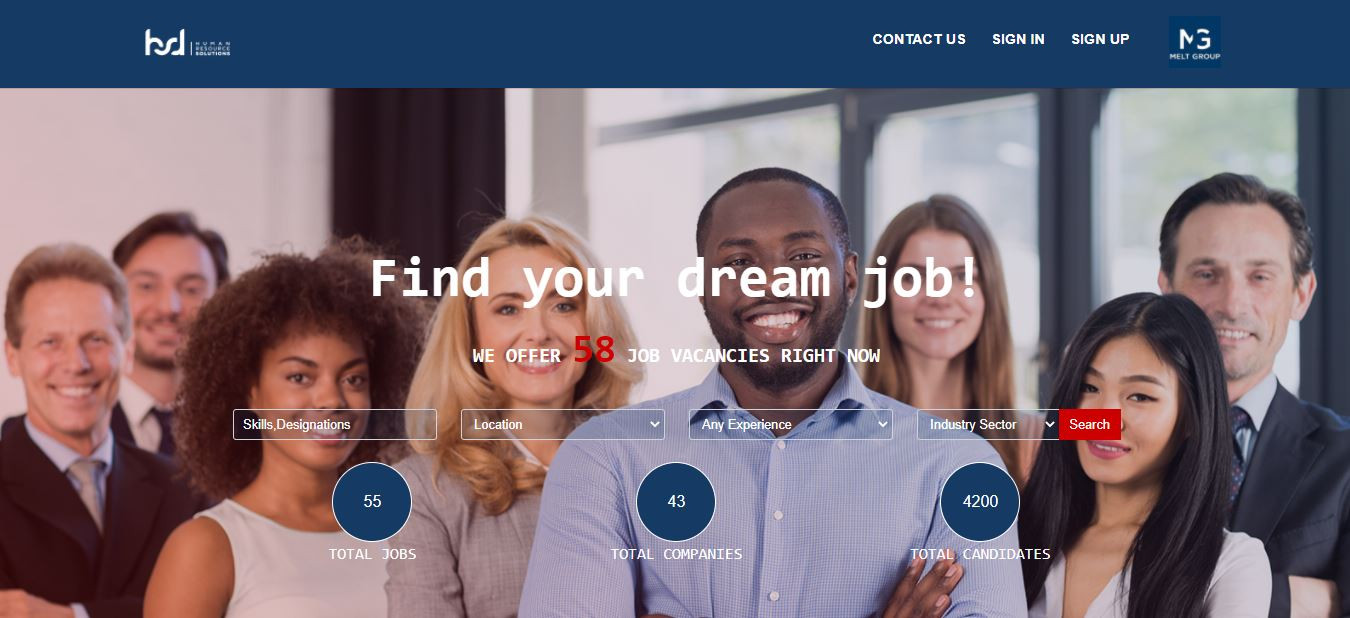 hsd HUMAN
RESOURCE
SOLUTIONS
CONTACT US SIGN IN SIGN UP
MG
MELT GROUP
Find your dream job!
WE OFFER 58 JOB VACANCIES RIGHT NOW
Skills,Designations Location Any Experience Industry Sector Search
55 43 4200
TOTAL JOBS TOTAL COMPANIES TOTAL CANDIDATES